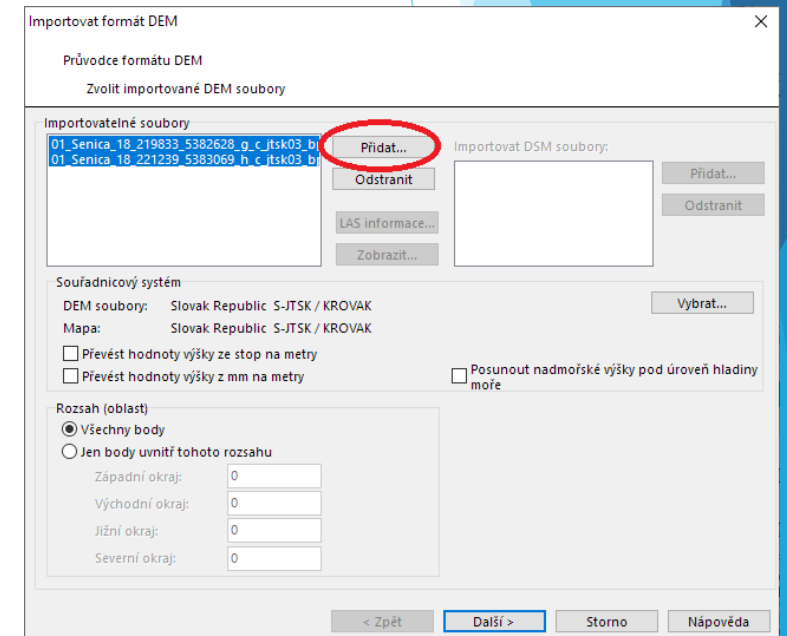 Importovat formát DEM
Průvodce formátu DEM
Zvolit importované DEM soubory
Importovatelné soubory
01_Senica_18_219833_5382628_g_c_jtsk03_bp
01_Senica_18_221239_5383069_h_c_jtsk03_bp
Přidat...
Odstranit
LAS informace...
Zobrazit...
Importovat DSM soubory:
Přidat...
Odstranit
Souřadnicový systém
DEM soubory: Slovak Republic S-JTSK / KROVAK
Vybrat...
Mapa: Slovak Republic S-JTSK / KROVAK
Převést hodnoty výšky ze stop na metry
Převést hodnoty výšky z mm na metry
Posunout nadmořské výšky pod úroveň hladiny
moře
Rozsah (oblast)
Všechny body
Jen body uvnitř tohoto rozsahu
Západní okraj: 0
Východní okraj: 0
Jižní okraj: 0
Severní okraj: 0
< Zpět
Další >
Storno
Nápověda